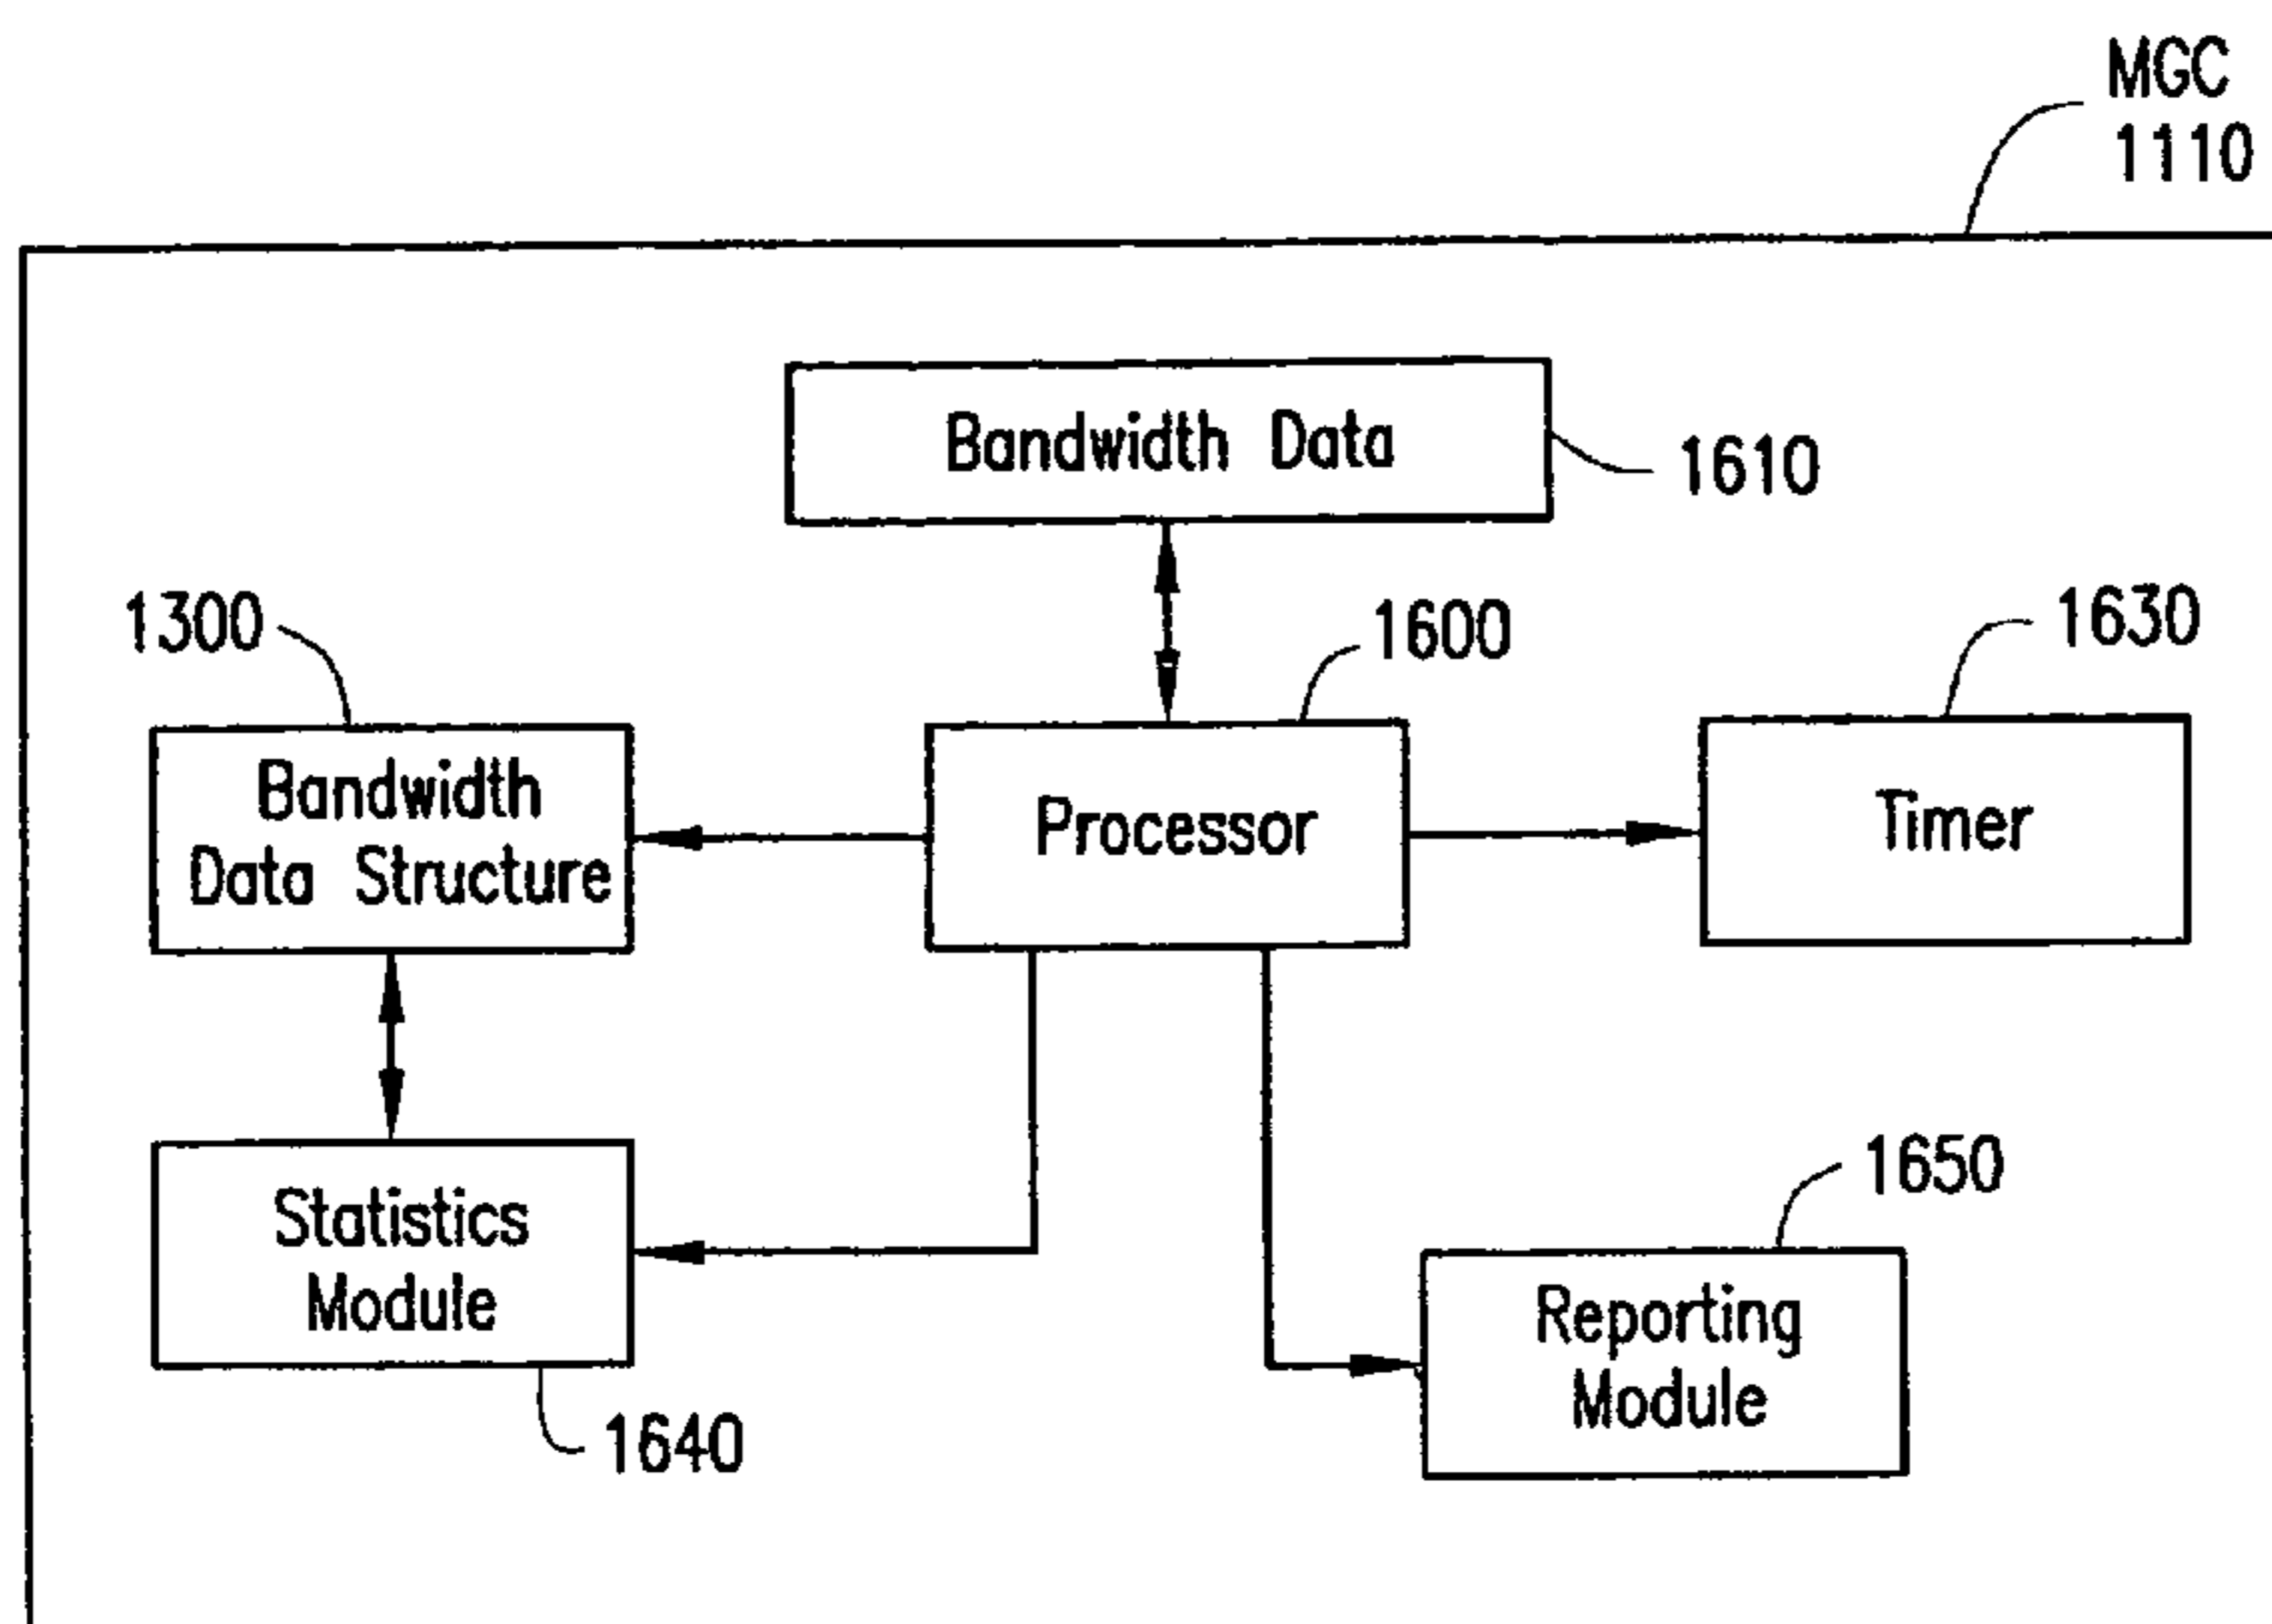 MGC
1110
Bandwidth Data
1610
1300
1600
1630
Bandwidth
Data Structure
Processor
Timer
Statistics
Module
1640
1650
Reporting
Module